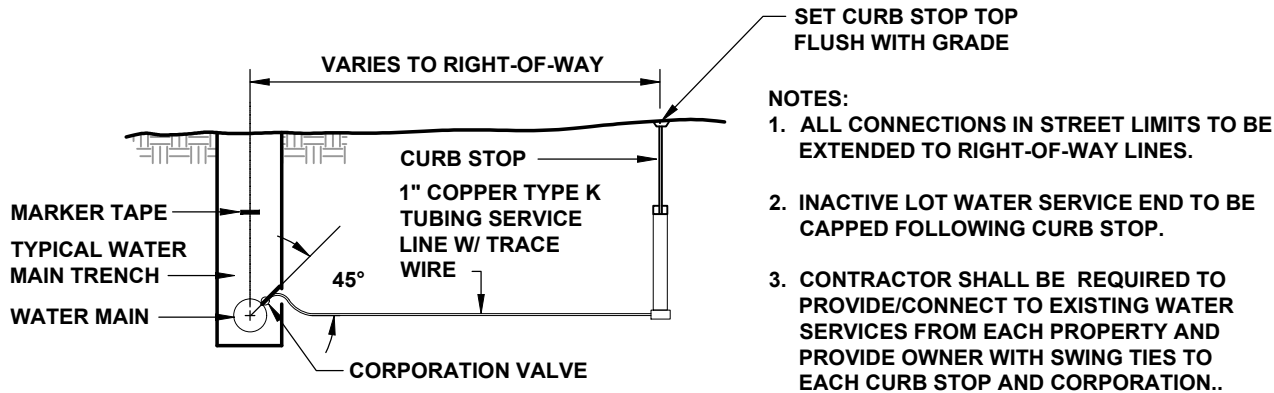 SET CURB STOP TOP
FLUSH WITH GRADE
VARIES TO RIGHT-OF-WAY
CURB STOP
1" COPPER TYPE K
TUBING SERVICE
LINE W/ TRACE
WIRE
MARKER TAPE
TYPICAL WATER
MAIN TRENCH
45°
WATER MAIN
CORPORATION VALVE
NOTES:
1. ALL CONNECTIONS IN STREET LIMITS TO BE
EXTENDED TO RIGHT-OF-WAY LINES.
2. INACTIVE LOT WATER SERVICE END TO BE
CAPPED FOLLOWING CURB STOP.
3. CONTRACTOR SHALL BE REQUIRED TO
PROVIDE/CONNECT TO EXISTING WATER
SERVICES FROM EACH PROPERTY AND
PROVIDE OWNER WITH SWING TIES TO
EACH CURB STOP AND CORPORATION..